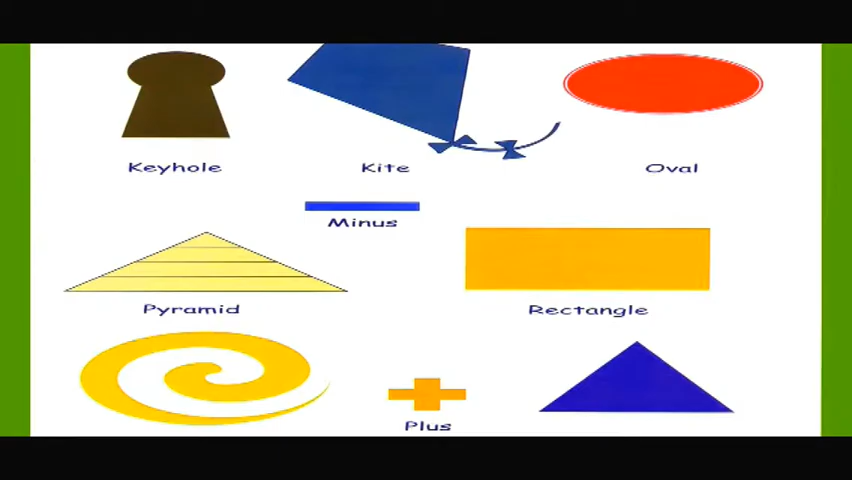 Keyhole
Kite
Oval
Minus
Pyramid
Rectangle
Plus